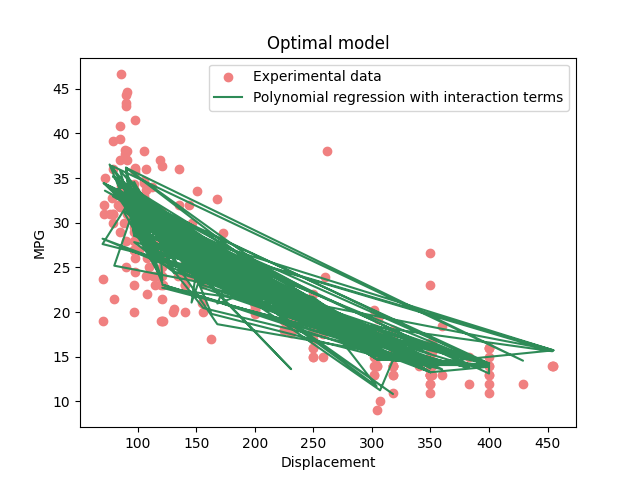 Optimal model
Experimental data
Polynomial regression with interaction terms
45
40
35
30
25
20
15
10
MPG
100 150 200 250 300 350 400 450
Displacement